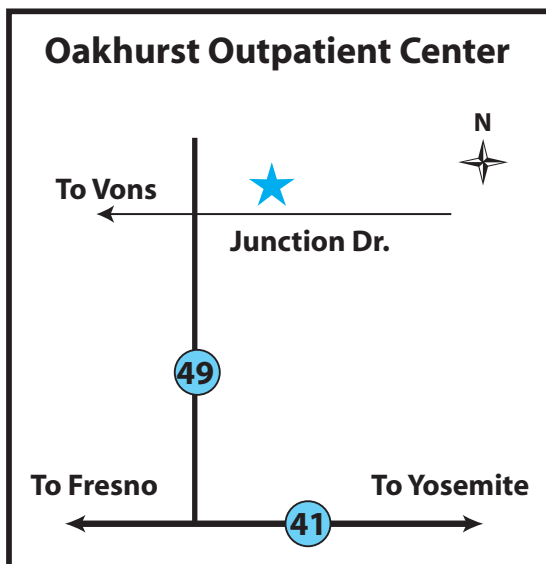 Oakhurst Outpatient Center
N
To Vons
Junction Dr.
49
To Fresno
To Yosemite
41